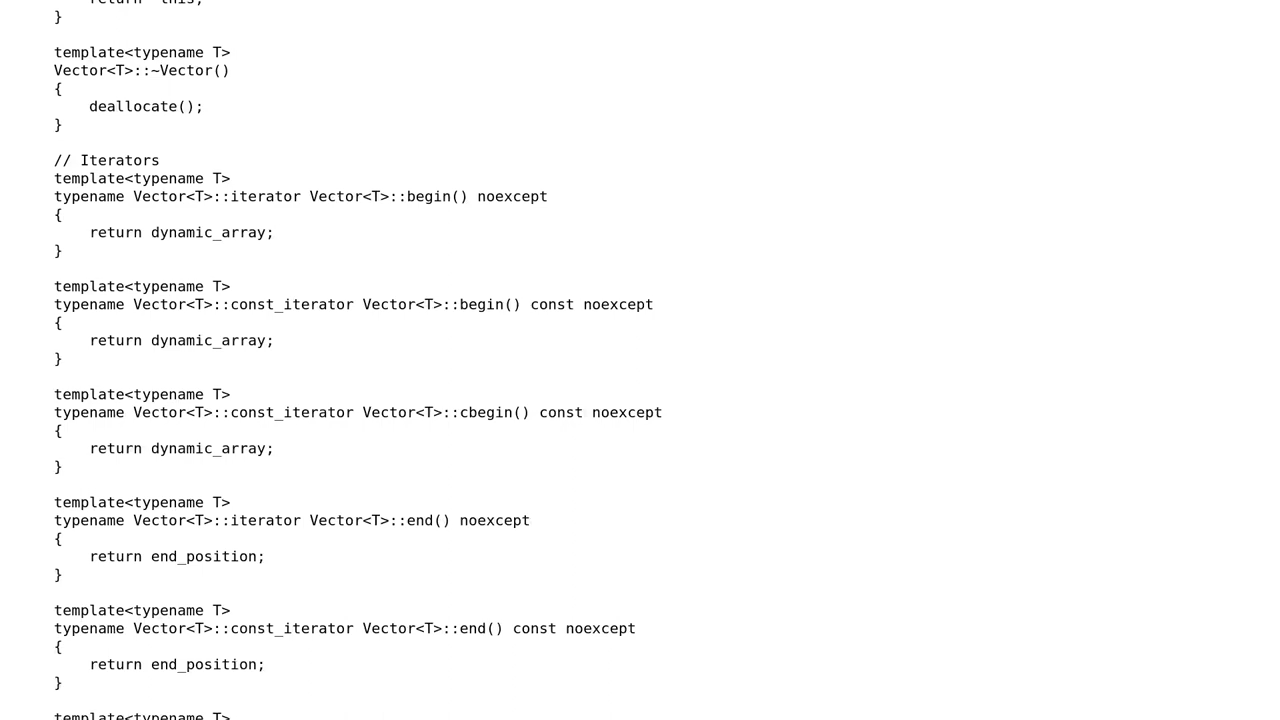 }

template<typename T>
Vector<T>::~Vector()
{
    deallocate();
}

// Iterators
template<typename T>
typename Vector<T>::iterator Vector<T>::begin() noexcept
{
    return dynamic_array;
}

template<typename T>
typename Vector<T>::const_iterator Vector<T>::begin() const noexcept
{
    return dynamic_array;
}

template<typename T>
typename Vector<T>::const_iterator Vector<T>::cbegin() const noexcept
{
    return dynamic_array;
}

template<typename T>
typename Vector<T>::iterator Vector<T>::end() noexcept
{
    return end_position;
}

template<typename T>
typename Vector<T>::const_iterator Vector<T>::end() const noexcept
{
    return end_position;
}

template<typename T>